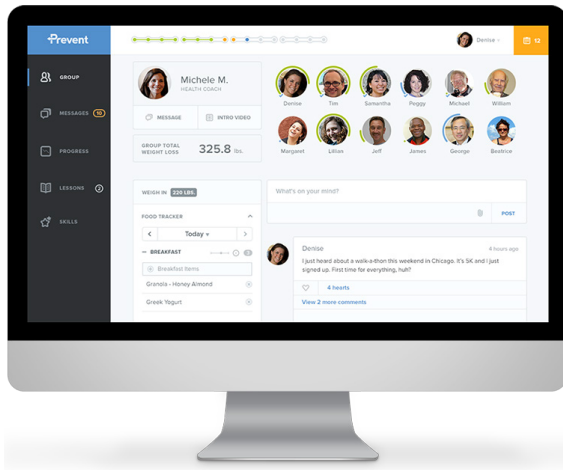 Prevent
Denise
12
GROUP
MESSAGES 10
PROGRESS
LESSONS 2
SKILLS
Michele M.
HEALTH COACH
MESSAGE
INTRO VIDEO
GROUP TOTAL
WEIGHT LOSS
325.8 lbs.
Denise Tim Samantha Peggy Michael William
Margaret Lillian Jeff James George Beatrice
WEIGH IN 220 LBS.
FOOD TRACKER
< Today >
BREAKFAST
Breakfast Items
Granola - Honey Almond
Greek Yogurt
What's on your mind?
POST
Denise
4 hours ago
I just heard about a walk-a-thon this weekend in Chicago. It's 5K and I just
signed up. First time for everything, huh?
4 hearts
View 2 more comments